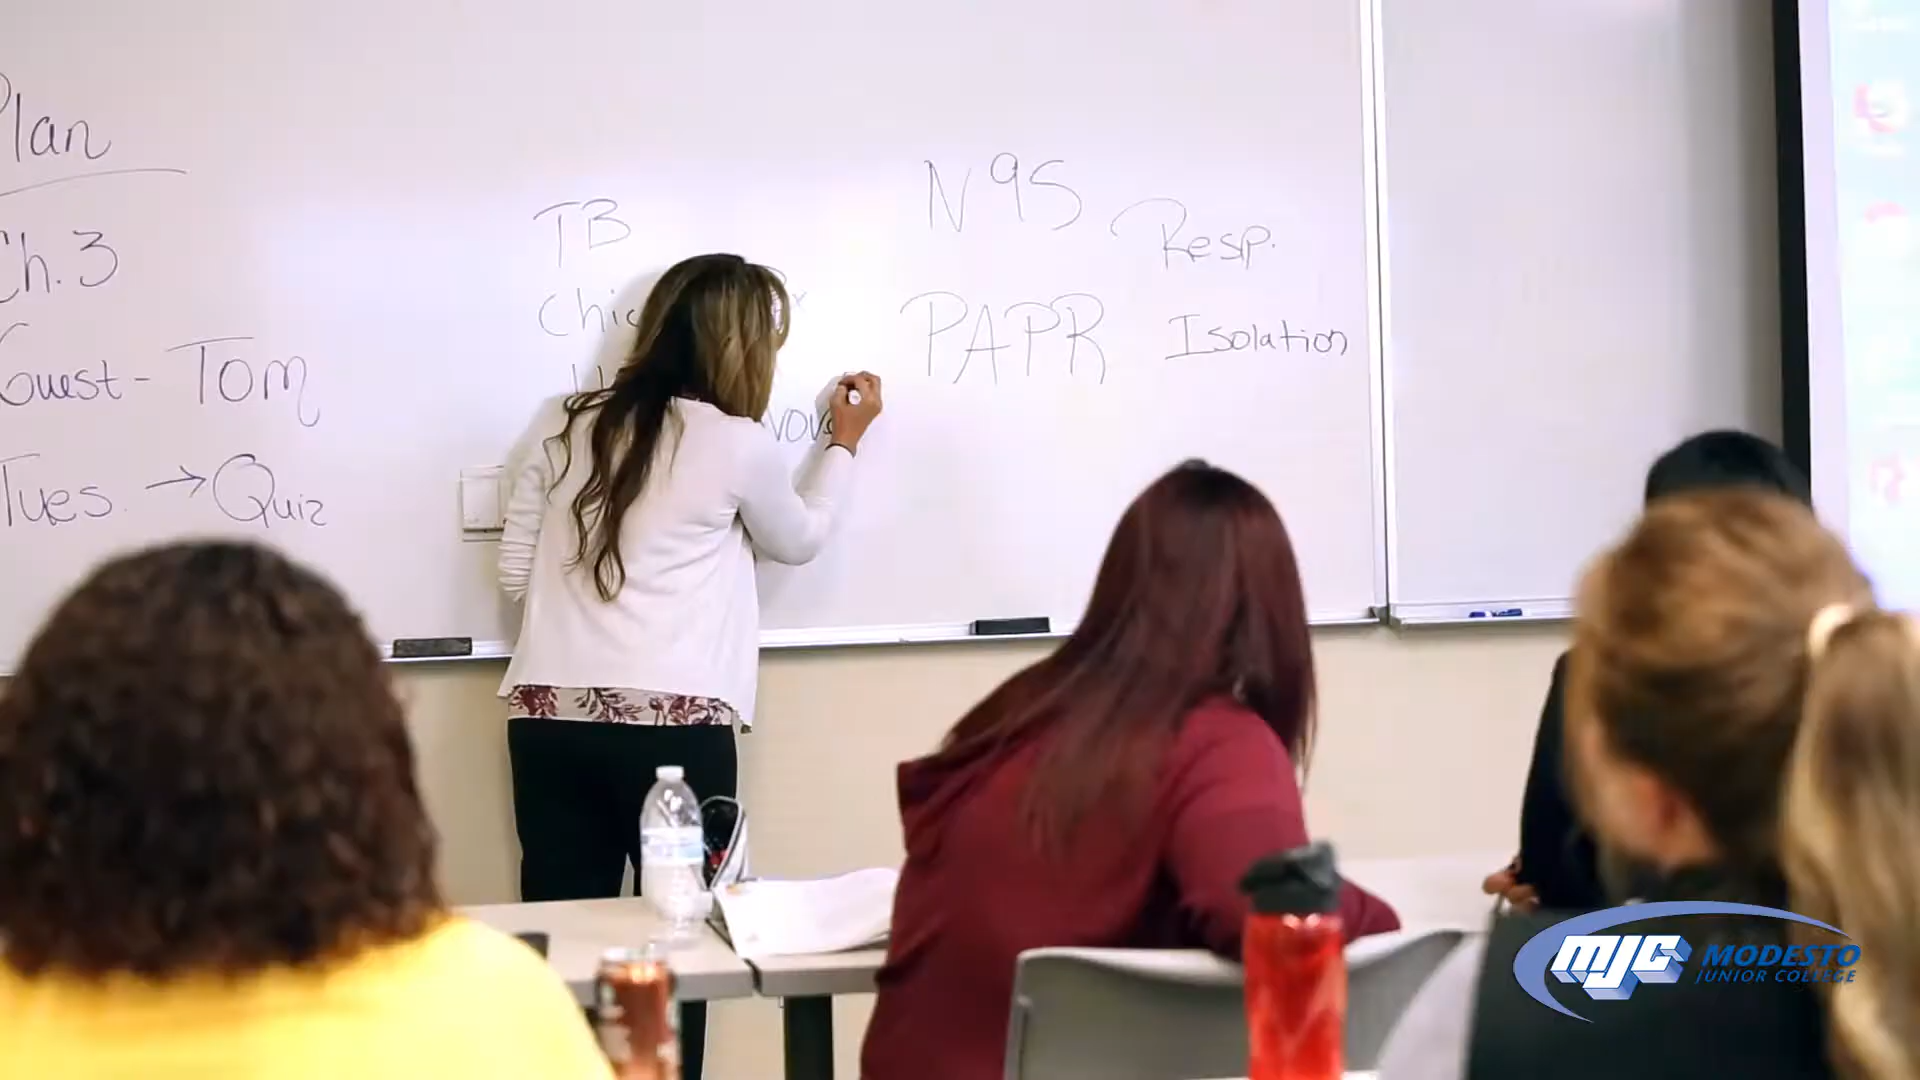 Plan
Ch. 3
Guest - Tom
Tues. → Quiz
TB
N95
Resp.
PAPR
Isolation
MJC MODESTO
JUNIOR COLLEGE